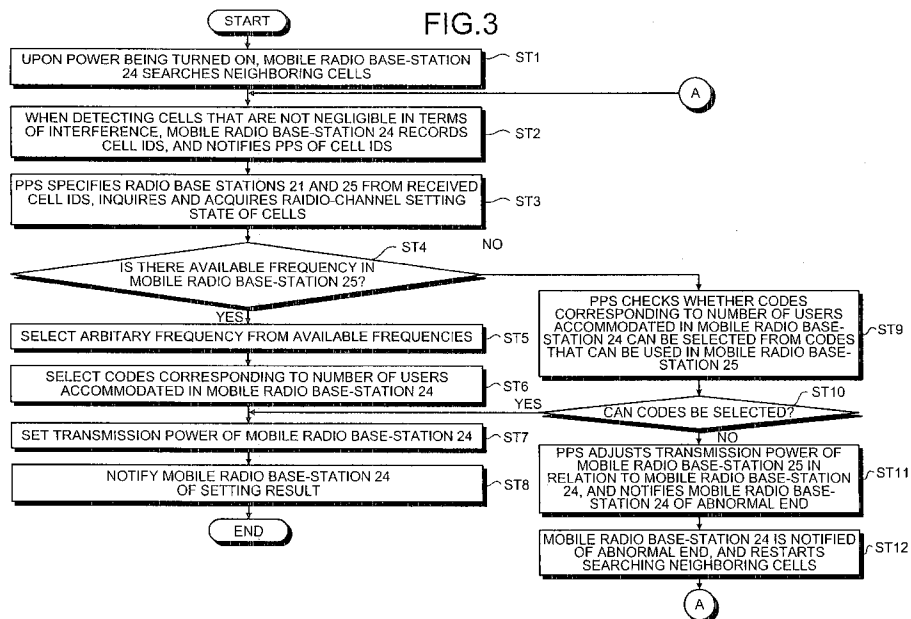 FIG.3
START
UPON POWER BEING TURNED ON, MOBILE RADIO BASE-STATION
24 SEARCHES NEIGHBORING CELLS
ST1
A
WHEN DETECTING CELLS THAT ARE NOT NEGLIGIBLE IN TERMS
OF INTERFERENCE, MOBILE RADIO BASE-STATION 24 RECORDS
CELL IDS, AND NOTIFIES PPS OF CELL IDS
ST2
PPS SPECIFIES RADIO BASE STATIONS 21 AND 25 FROM RECEIVED
CELL IDS, INQUIRES AND ACQUIRES RAIDIO-CHANNEL SETTING
STATE OF CELLS
ST3
ST4
NO
IS THERE AVAILABLE FREQUENCY IN
MOBILE RADIO BASE-STATION 25?
YES
SELECT ARBITARY FREQUENCY FROM AVAILABLE FREQUENCIES
ST5
SELECT CODES CORRESPONDING TO NUMBER OF USERS
ACCOMMODATED IN MOBILE RADIO BASE-STATION 24
ST6
SET TRANSMISSION POWER OF MOBILE RADIO BASE-STATION 24
ST7
NOTIFY MOBILE RADIO BASE-STATION 24
OF SETTING RESULT
ST8
END
PPS CHECKS WHETHER CODES
CORRESPONDING TO NUMBER OF USERS
ACCOMMODATED IN MOBILE RADIO BASE-
STATION 24 CAN BE SELECTED FROM CODES
THAT CAN BE USED IN MOBILE RADIO BASE-
STATION 25
ST9
ST10
YES
CAN CODES BE SELECTED?
NO
PPS ADJUSTS TRANSMISSION POWER OF
MOBILE RADIO BASE-STATION 25 IN
RELATION TO MOBILE RADIO BASE-STATION
24, AND NOTIFIES MOBILE RADIO BASE-
STATION 24 OF ABNORMAL END
ST11
MOBILE RADIO BASE-STATION 24 IS NOTIFIED
OF ABNORMAL END, AND RESTARTS
SEARCHING NEIGHBORING CELLS
ST12
A